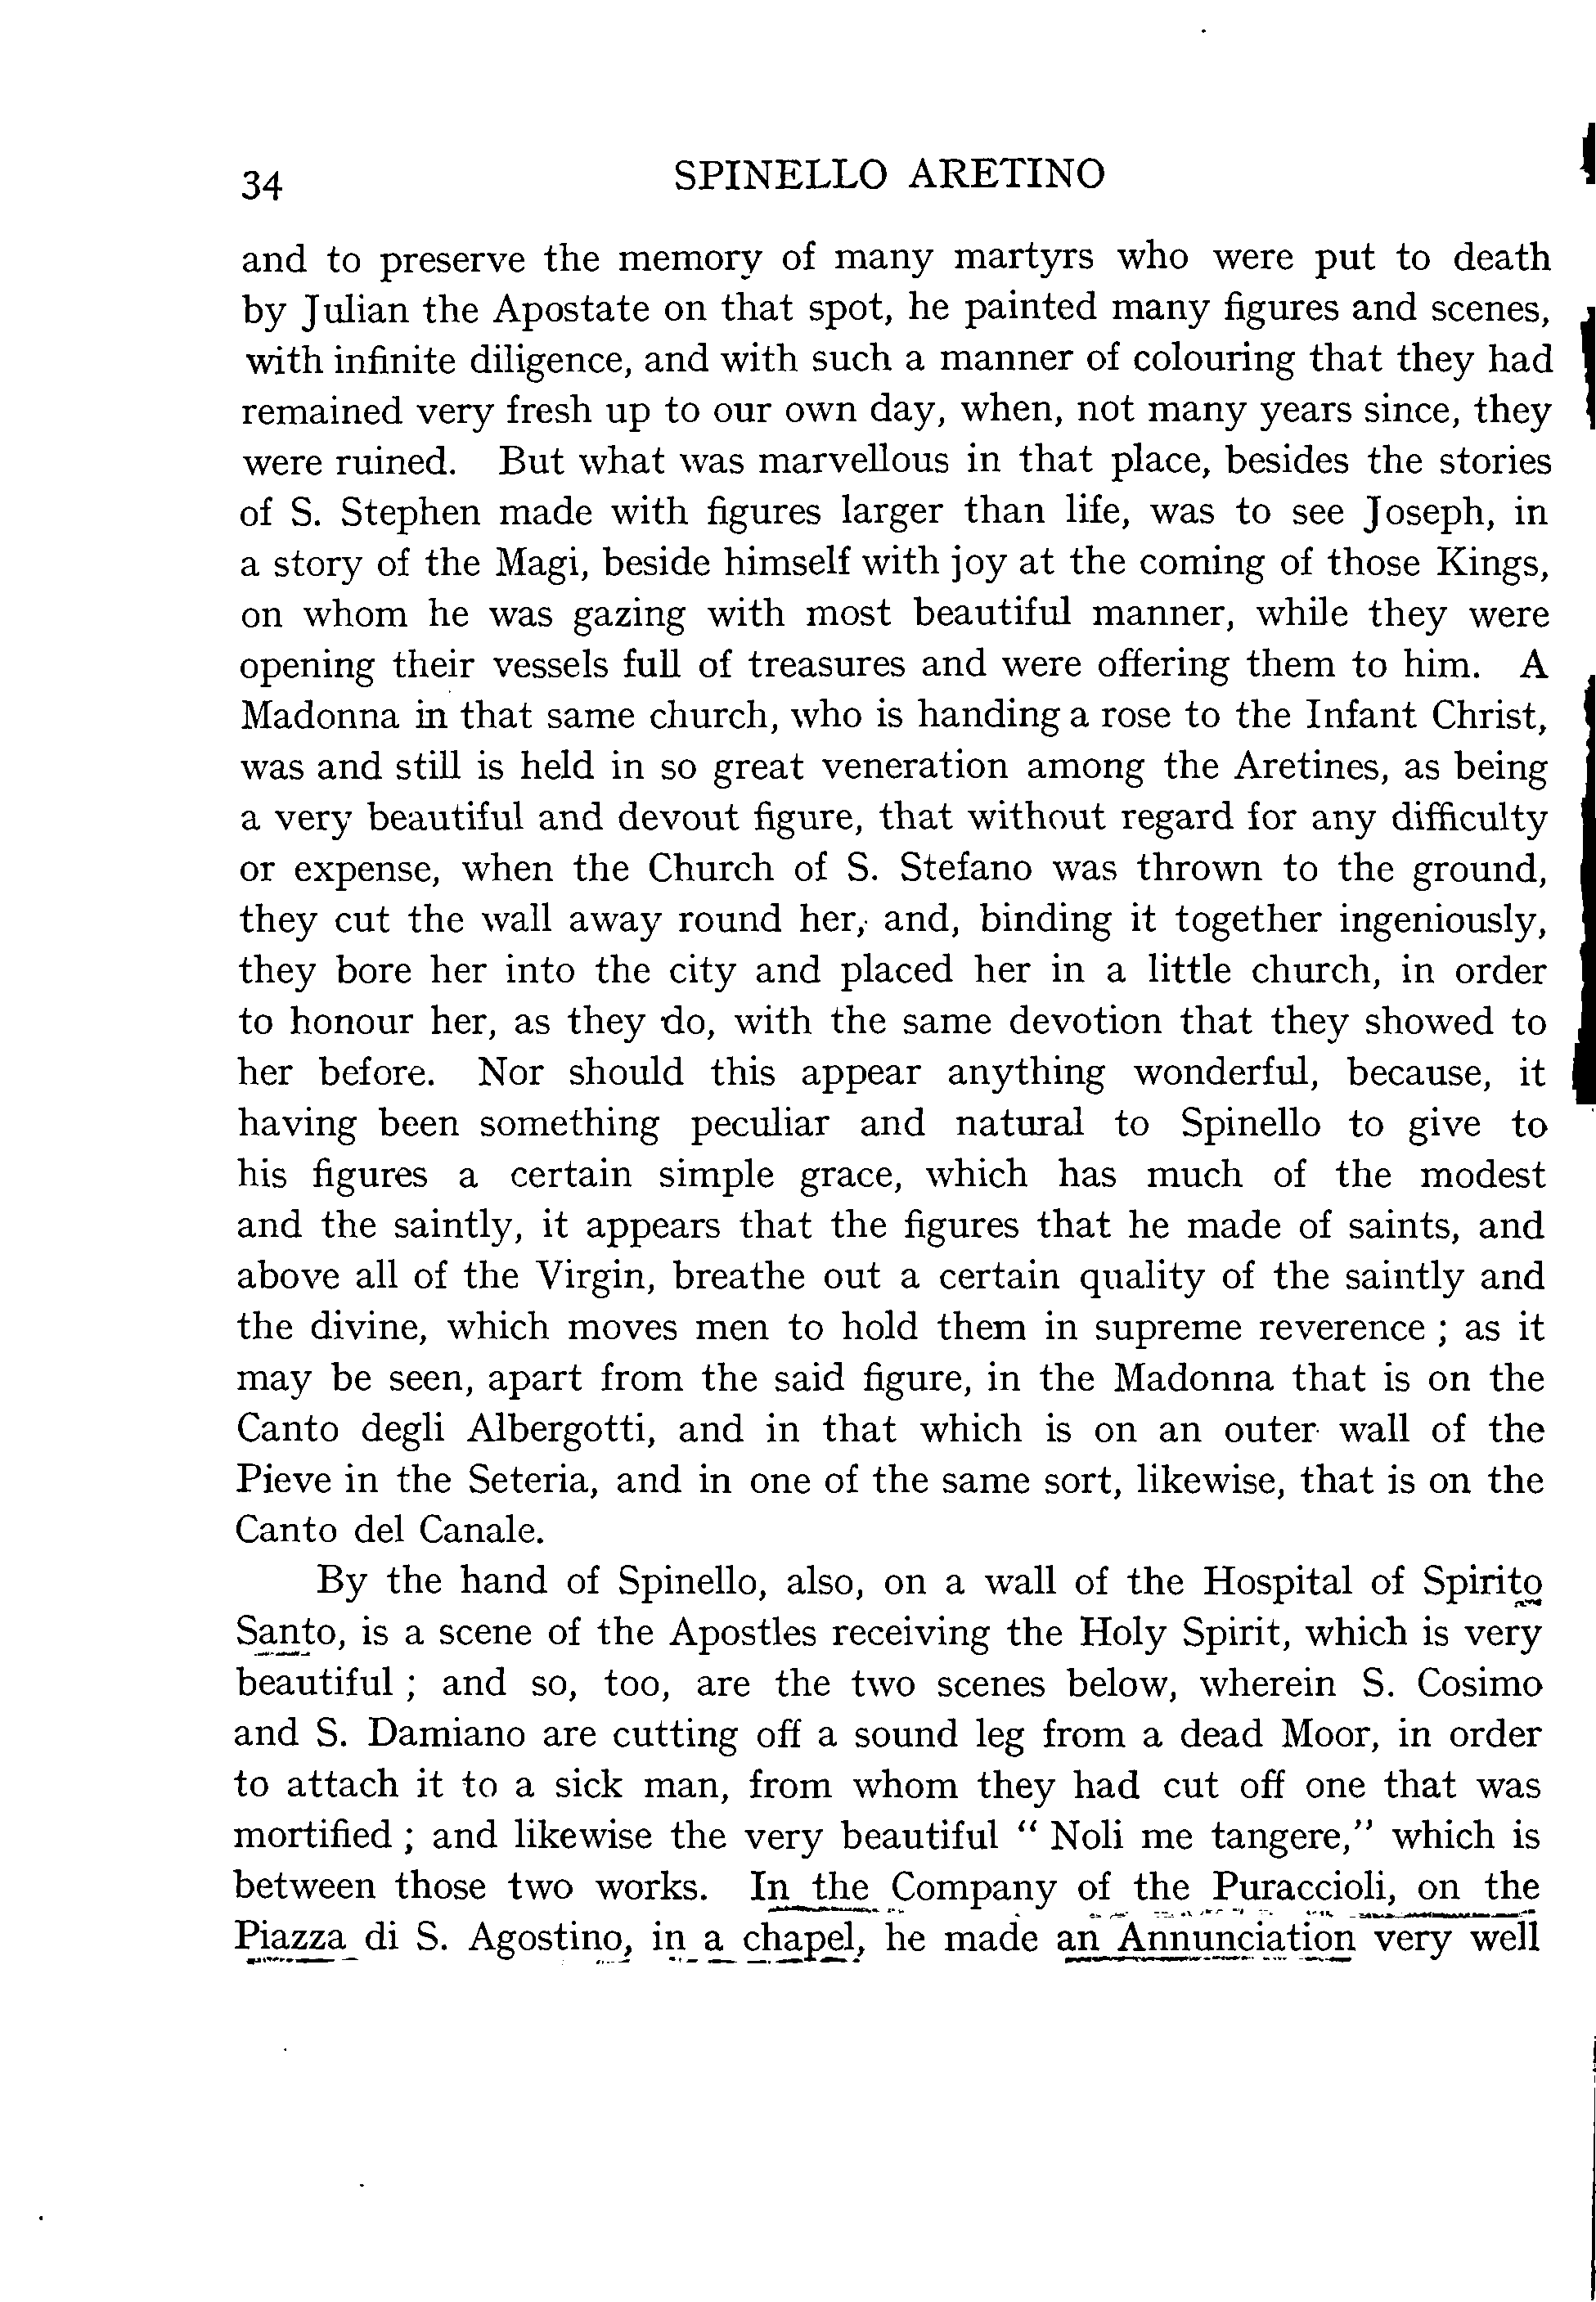 34 SPINELLO ARETINO
and to preserve the memory of many martyrs who were put to death
by Julian the Apostate on that spot, he painted many figures and scenes,
with infinite diligence, and with such a manner of colouring that they had
remained very fresh up to our own day, when, not many years since, they
were ruined. But what was marvellous in that place, besides the stories
of S. Stephen made with figures larger than life, was to see Joseph, in
a story of the Magi, beside himself with joy at the coming of those Kings,
on whom he was gazing with most beautiful manner, while they were
opening their vessels full of treasures and were offering them to him. A
Madonna in that same church, who is handing a rose to the Infant Christ,
was and still is held in so great veneration among the Aretines, as being
a very beautiful and devout figure, that without regard for any difficulty
or expense, when the Church of S. Stefano was thrown to the ground,
they cut the wall away round her, and, binding it together ingeniously,
they bore her into the city and placed her in a little church, in order
to honour her, as they do, with the same devotion that they showed to
her before. Nor should this appear anything wonderful, because, it
having been something peculiar and natural to Spinello to give to
his figures a certain simple grace, which has much of the modest
and the saintly, it appears that the figures that he made of saints, and
above all of the Virgin, breathe out a certain quality of the saintly and
the divine, which moves men to hold them in supreme reverence ; as it
may be seen, apart from the said figure, in the Madonna that is on the
Canto degli Albergotti, and in that which is on an outer wall of the
Pieve in the Seteria, and in one of the same sort, likewise, that is on the
Canto del Canale.
By the hand of Spinello, also, on a wall of the Hospital of Spirito
Santo, is a scene of the Apostles receiving the Holy Spirit, which is very
beautiful ; and so, too, are the two scenes below, wherein S. Cosimo
and S. Damiano are cutting off a sound leg from a dead Moor, in order
to attach it to a sick man, from whom they had cut off one that was
mortified ; and likewise the very beautiful “ Noli me tangere,” which is
between those two works. In the Company of the Puraccioli, on the
Piazza di S. Agostino, in a chapel, he made an Annunciation very well